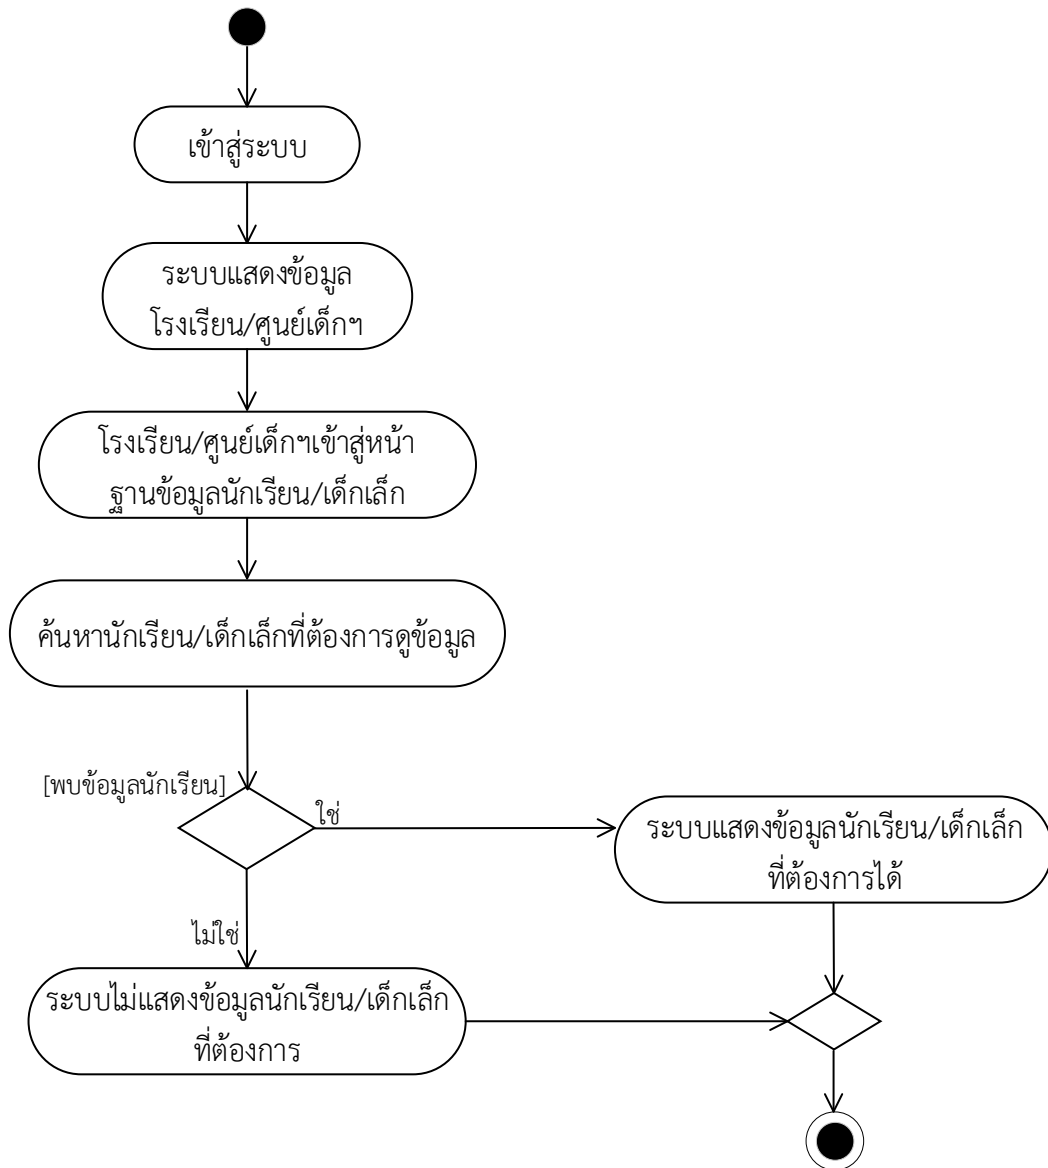 เข้าสู่ระบบ
ระบบแสดงข้อมูล
โรงเรียน/ศูนย์เด็กฯ
โรงเรียน/ศูนย์เด็กฯเข้าสู่หน้า
ฐานข้อมูลนักเรียน/เด็กเล็ก
ค้นหานักเรียน/เด็กเล็กที่ต้องการดูข้อมูล
[พบข้อมูลนักเรียน]
ใช่
ระบบแสดงข้อมูลนักเรียน/เด็กเล็ก
ที่ต้องการได้
ไม่ใช่
ระบบไม่แสดงข้อมูลนักเรียน/เด็กเล็ก
ที่ต้องการ